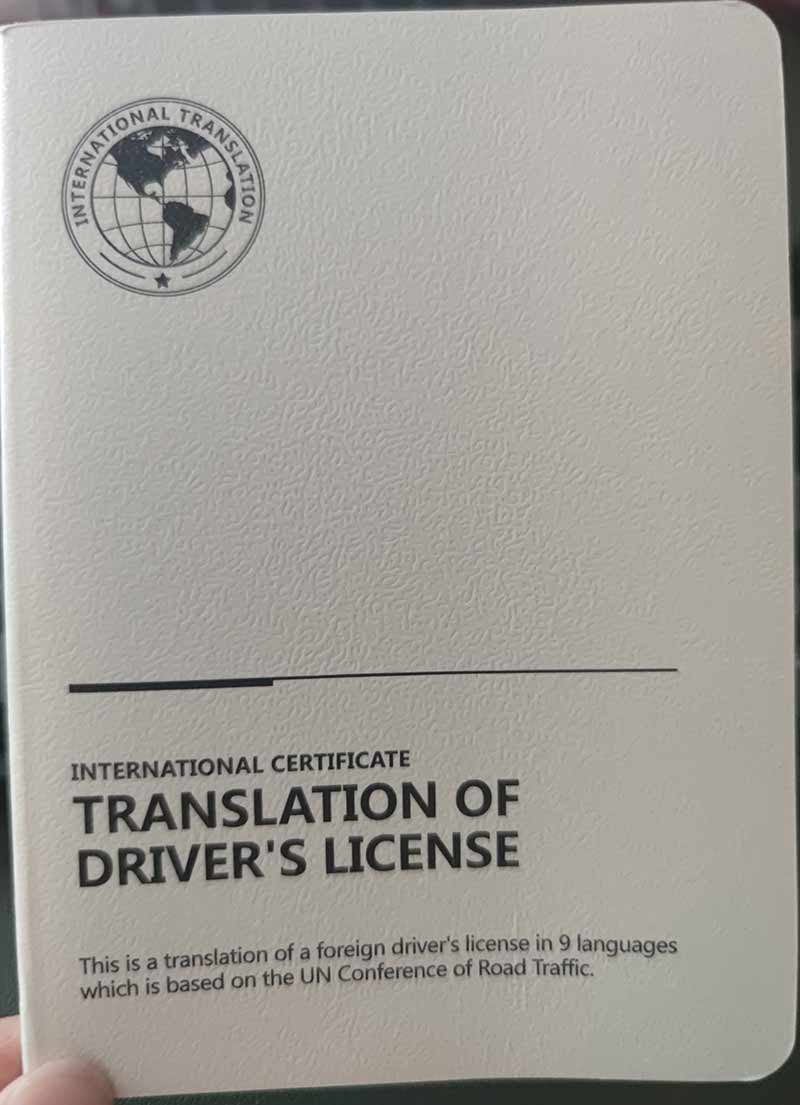 INTERNATIONAL TRANSLATION
INTERNATIONAL CERTIFICATE
TRANSLATION OF
DRIVER'S LICENSE
This is a translation of a foreign driver's license in 9 languages
which is based on the UN Conference of Road Traffic.